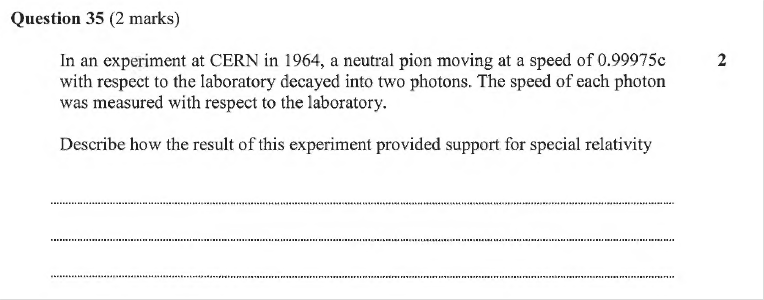 Question 35 (2 marks)
In an experiment at CERN in 1964, a neutral pion moving at a speed of 0.99975c 2
with respect to the laboratory decayed into two photons. The speed of each photon
was measured with respect to the laboratory.
Describe how the result of this experiment provided support for special relativity